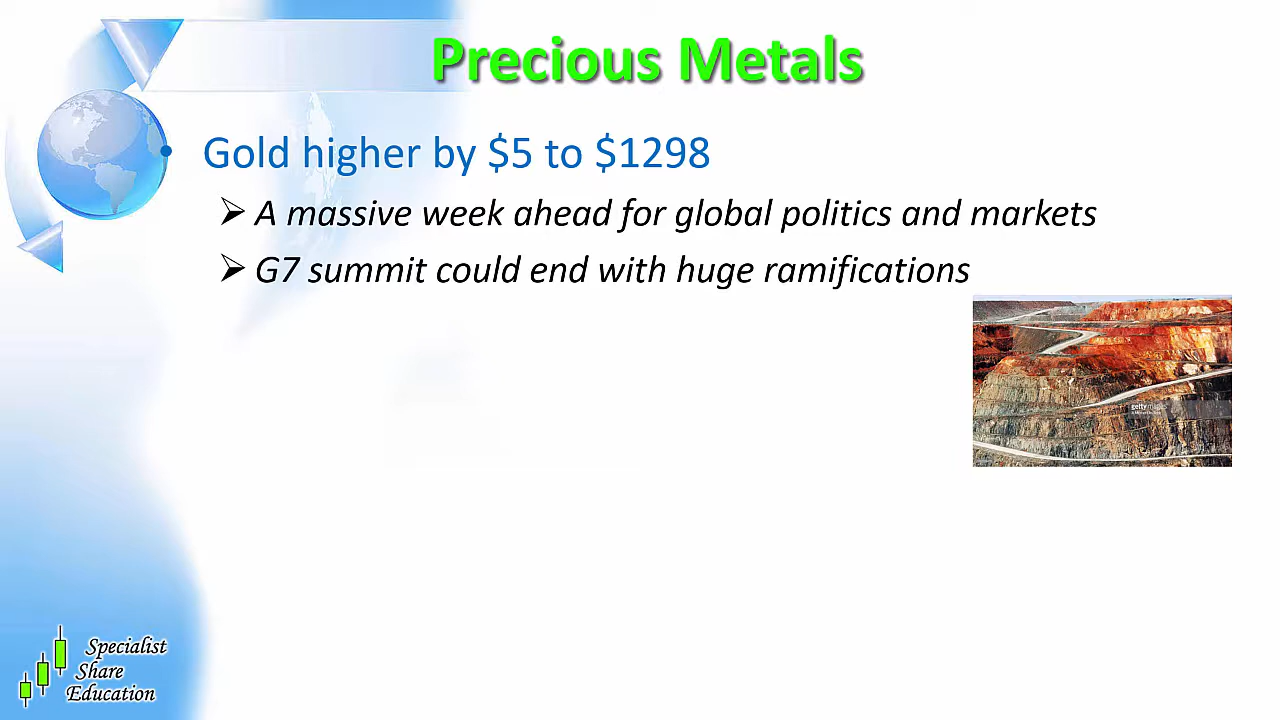 Precious Metals
• Gold higher by $5 to $1298
➢ A massive week ahead for global politics and markets
➢ G7 summit could end with huge ramifications
gettyimages
Specialist
Share
Education